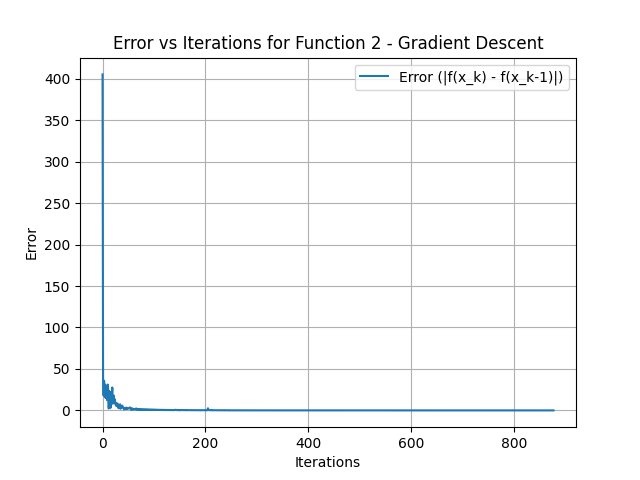 Error vs Iterations for Function 2 - Gradient Descent
Error (|f(x_k) - f(x_k-1)|)
400
350
300
250
200
150
100
50
0
Error
0 200 400 600 800
Iterations